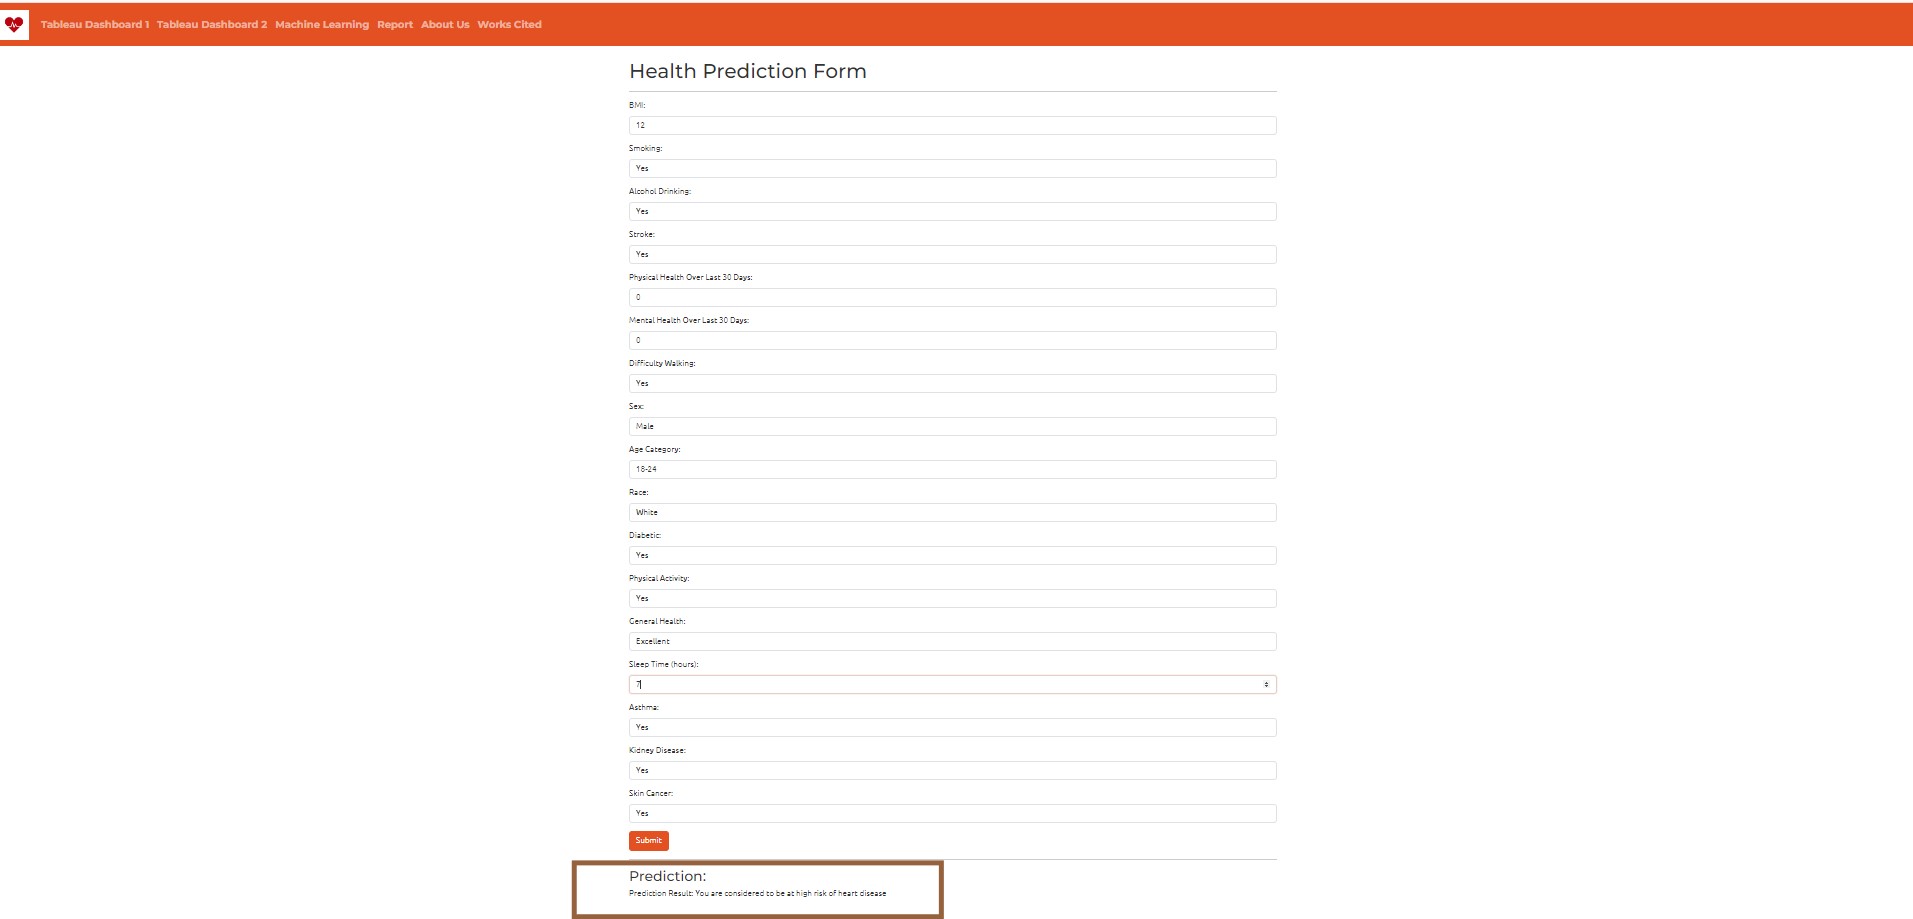 Tableau Dashboard 1 Tableau Dashboard 2 Machine Learning Report About Us Works Cited
Health Prediction Form
BMI:
12
Smoking:
Yes
Alcohol Drinking:
Yes
Stroke:
Yes
Physical Health Over Last 30 Days:
0
Mental Health Over Last 30 Days:
0
Difficulty Walking:
Yes
Sex:
Male
Age Category:
18-24
Race:
White
Diabetic:
Yes
Physical Activity:
Yes
General Health:
Excellent
Sleep Time (hours):
7
Asthma:
Yes
Kidney Disease:
Yes
Skin Cancer:
Yes
Submit
Prediction:
Prediction Result: You are considered to be at high risk of heart disease